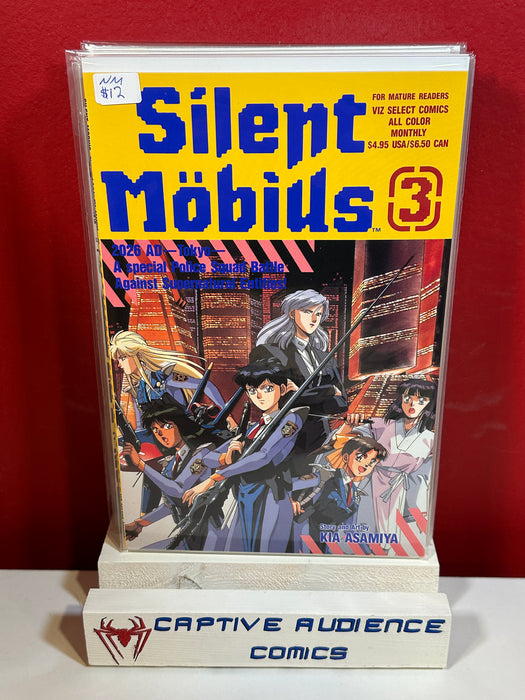 NM
$12
Silent
Möbius
TM
3
FOR MATURE READERS
VIZ SELECT COMICS
ALL COLOR
MONTHLY
$4.95 USA/$6.50 CAN
2026 AD—Tokyo—
A special Police Squad Battle
Against Supernatural Entities!
Story and Art by
KIA ASAMIYA
CAPTIVE AUDIENCE
COMICS